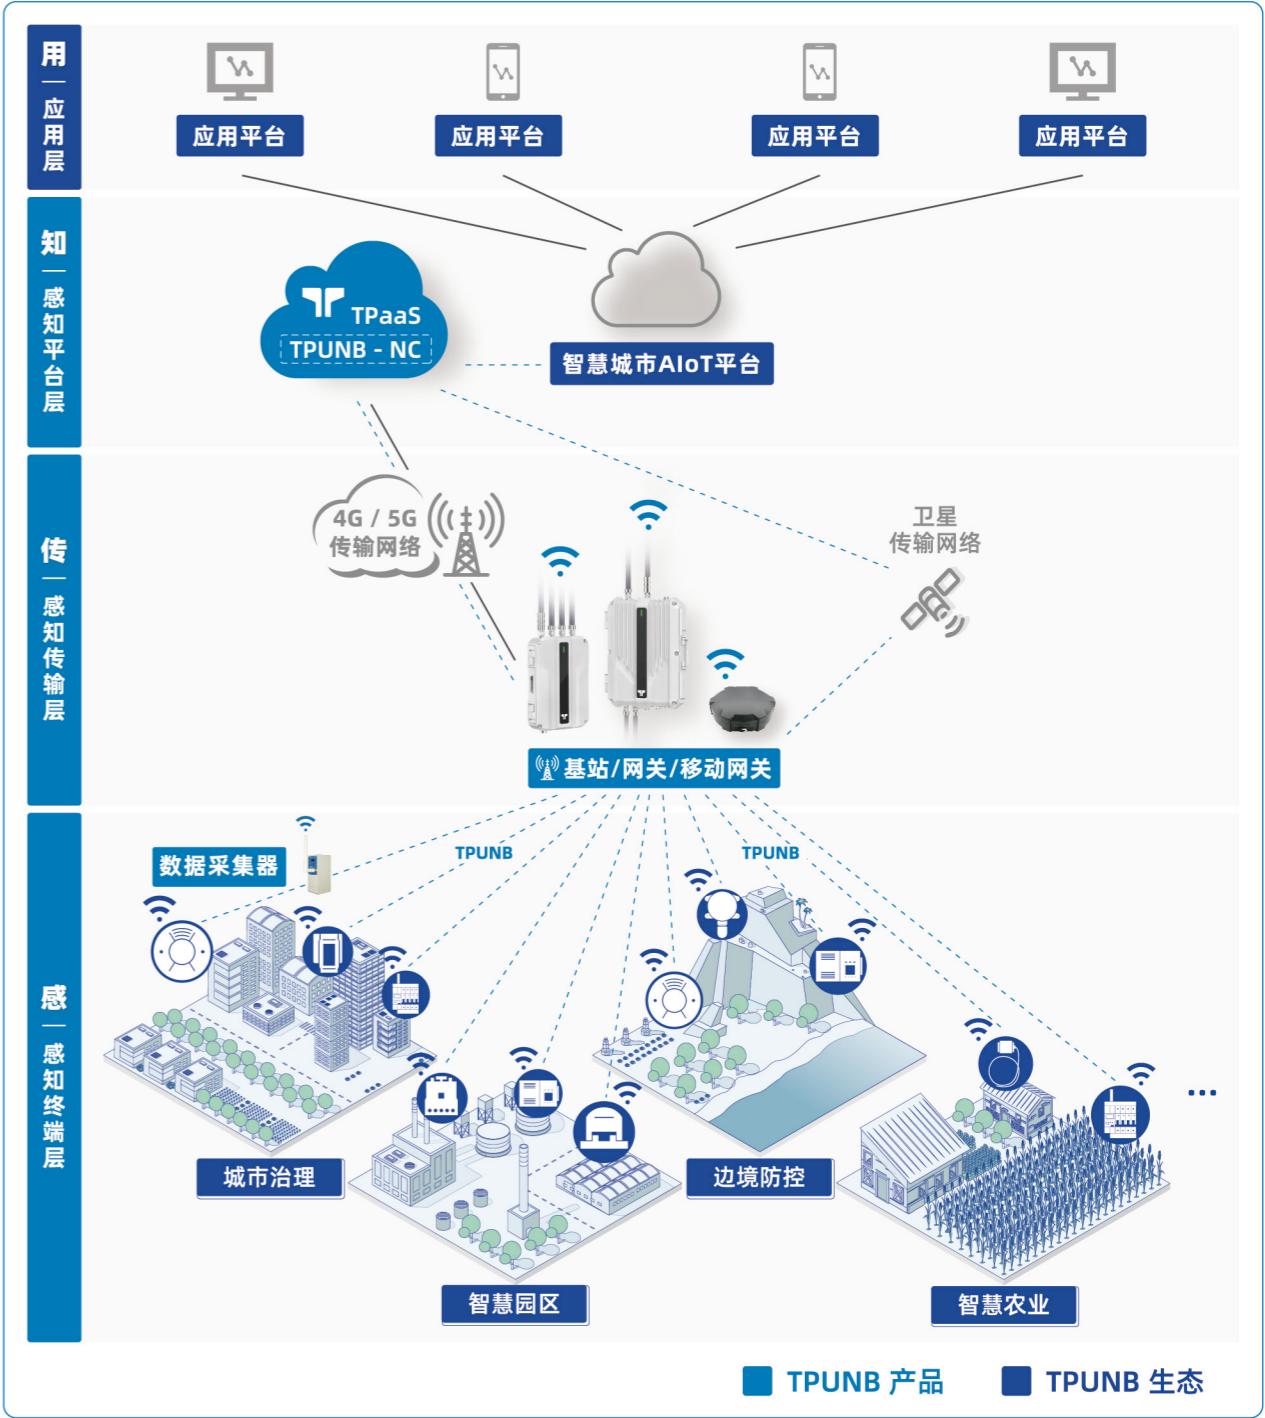 用
应用层
应用平台
应用平台
应用平台
应用平台
知
感知平台层
TPaaS
TPUNB - NC
智慧城市AIoT平台
传
感知传输层
4G / 5G
传输网络
卫星
传输网络
基站/网关/移动网关
感
感知终端层
数据采集器
TPUNB
TPUNB
城市治理
边境防控
智慧园区
智慧农业
...
TPUNB 产品
TPUNB 生态